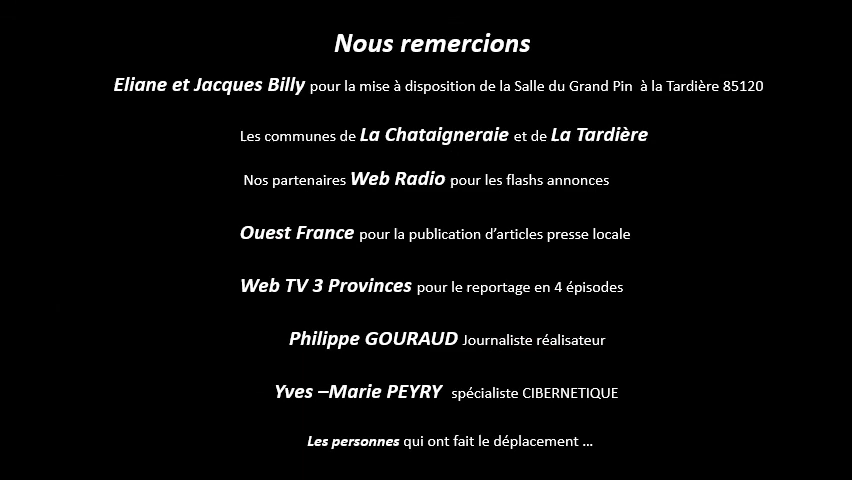 Nous remercions
Eliane et Jacques Billy pour la mise à disposition de la Salle du Grand Pin à la Tardière 85120
Les communes de La Chataigneraie et de La Tardière
Nos partenaires Web Radio pour les flashs annonces
Ouest France pour la publication d’articles presse locale
Web TV 3 Provinces pour le reportage en 4 épisodes
Philippe GOURAUD Journaliste réalisateur
Yves –Marie PEYRY spécialiste CIBERNETIQUE
Les personnes qui ont fait le déplacement …